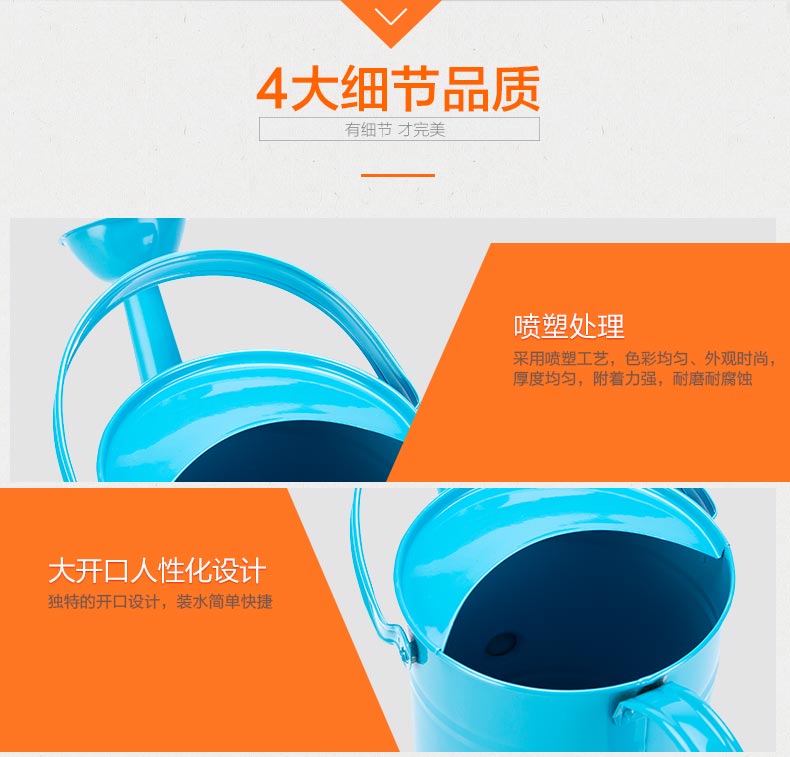 4大细节品质
有细节 才完美
喷塑处理
采用喷塑工艺，色彩均匀、外观时尚，
厚度均匀，附着力强，耐磨耐腐蚀
大开口人性化设计
独特的开口设计，装水简单快捷